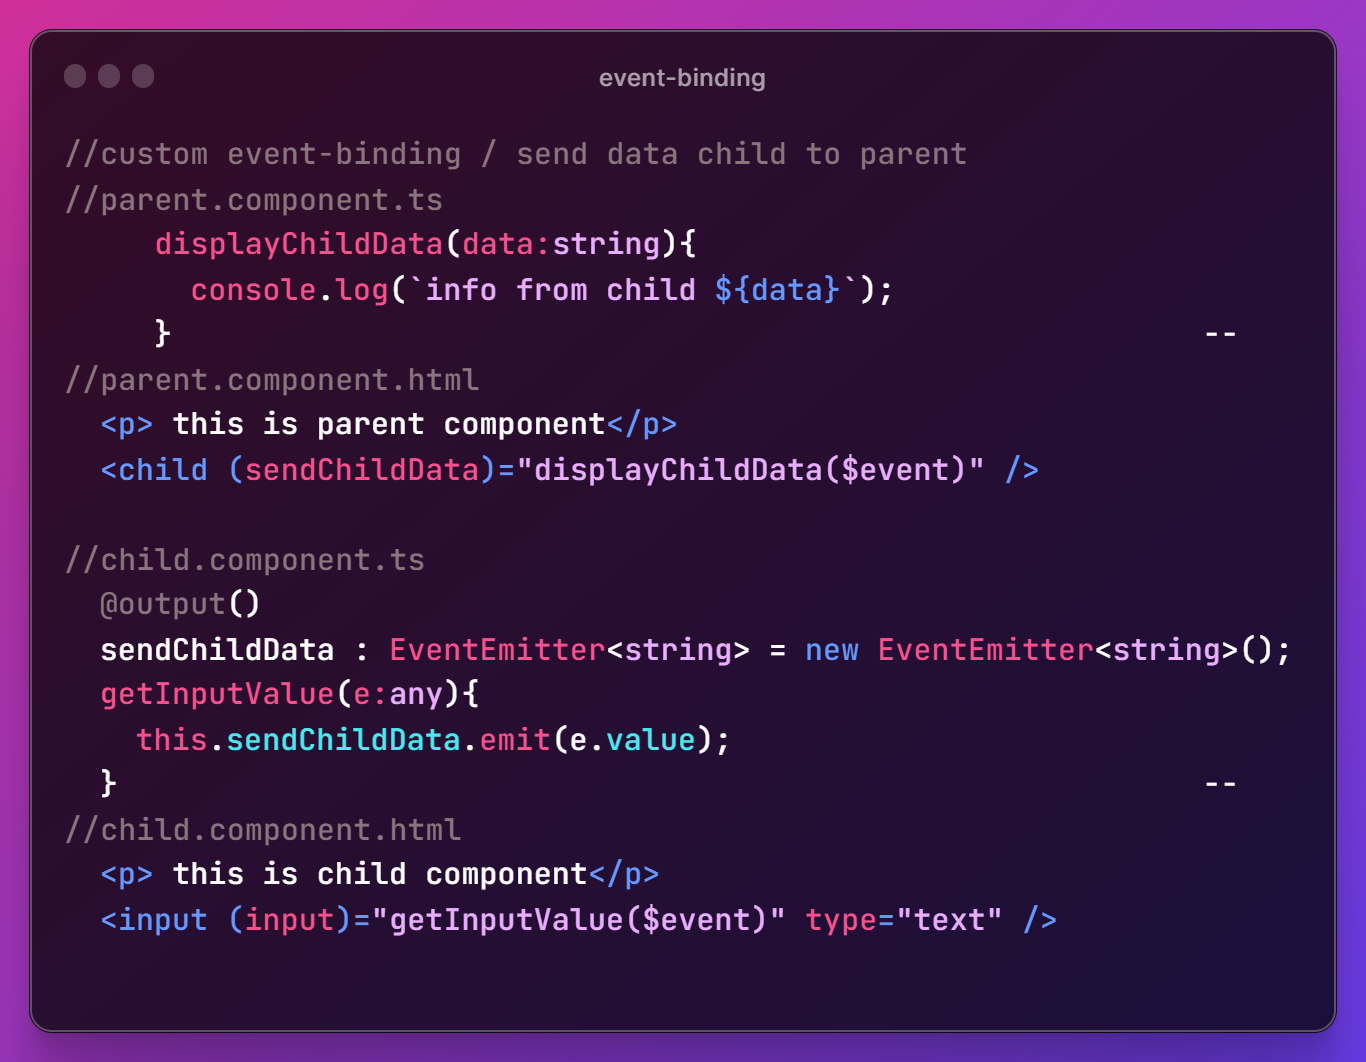 event-binding
//custom event-binding / send data child to parent
//parent.component.ts
     displayChildData(data:string){
       console.log(`info from child ${data}`);
     }                                                         --
//parent.component.html
  <p> this is parent component</p>
  <child (sendChildData)="displayChildData($event)" />

//child.component.ts
  @output()
  sendChildData : EventEmitter<string> = new EventEmitter<string>();
  getInputValue(e:any){
    this.sendChildData.emit(e.value);
  }                                                            --
//child.component.html
  <p> this is child component</p>
  <input (input)="getInputValue($event)" type="text" />